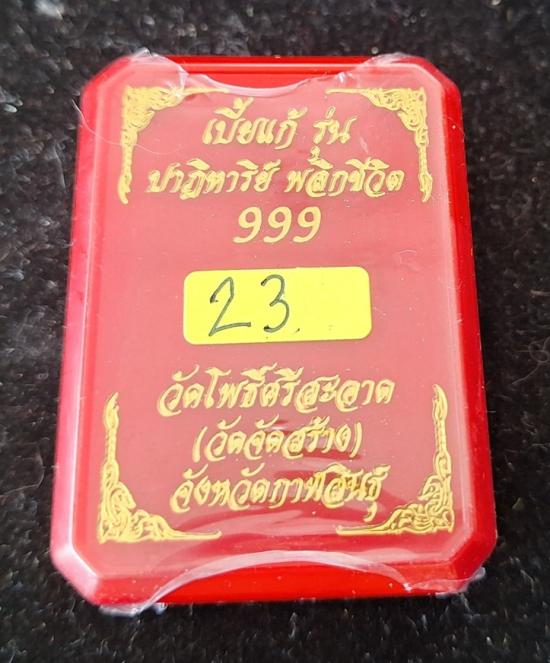 เบี้ยแก้ รุ่น
ปาฏิหาริย์ พลิกชีวิต
999
23
วัดโพธิ์ศรีสะอาด
(วัดจัดสร้าง)
จังหวัดกาฬสินธุ์